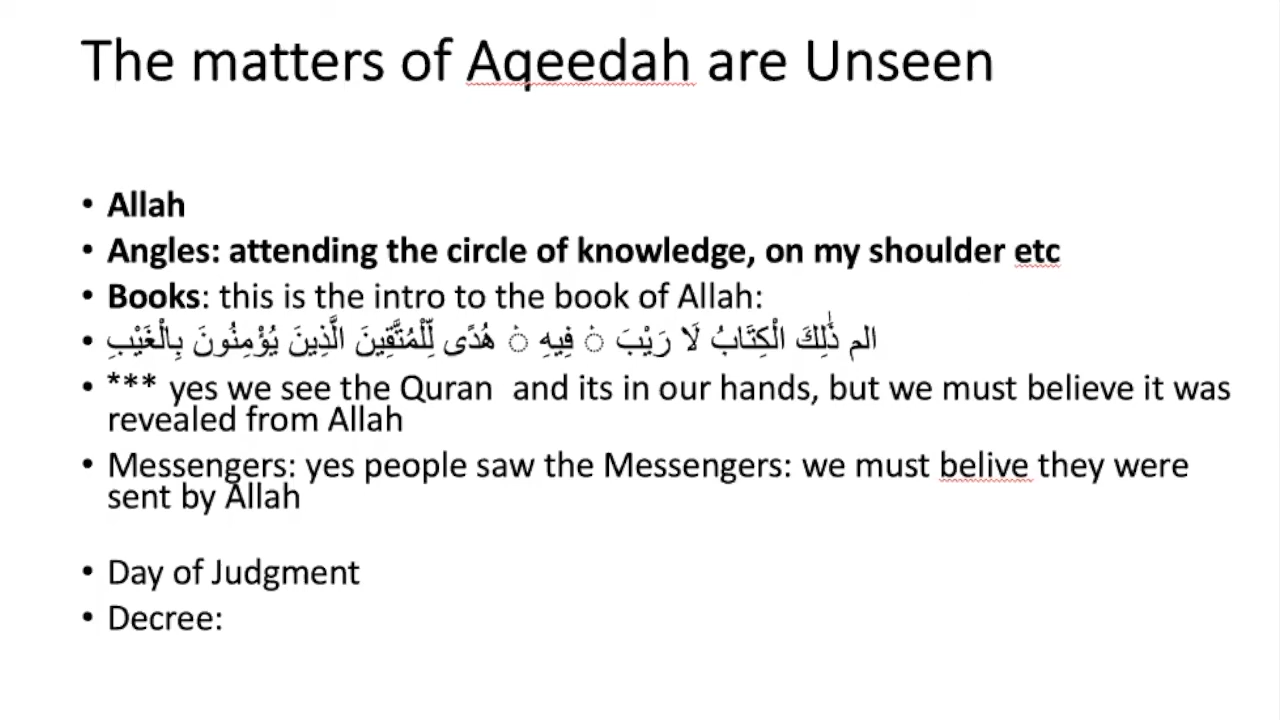 The matters of Aqeedah are Unseen
• Allah
• Angles: attending the circle of knowledge, on my shoulder etc
• Books: this is the intro to the book of Allah:
• الم ذَٰلِكَ الْكِتَابُ لَا رَيْبَ ۛ فِيهِ ۛ هُدًى لِّلْمُتَّقِينَ الَّذِينَ يُؤْمِنُونَ بِالْغَيْبِ
• *** yes we see the Quran  and its in our hands, but we must believe it was
revealed from Allah
• Messengers: yes people saw the Messengers: we must belive they were
sent by Allah
• Day of Judgment
• Decree: